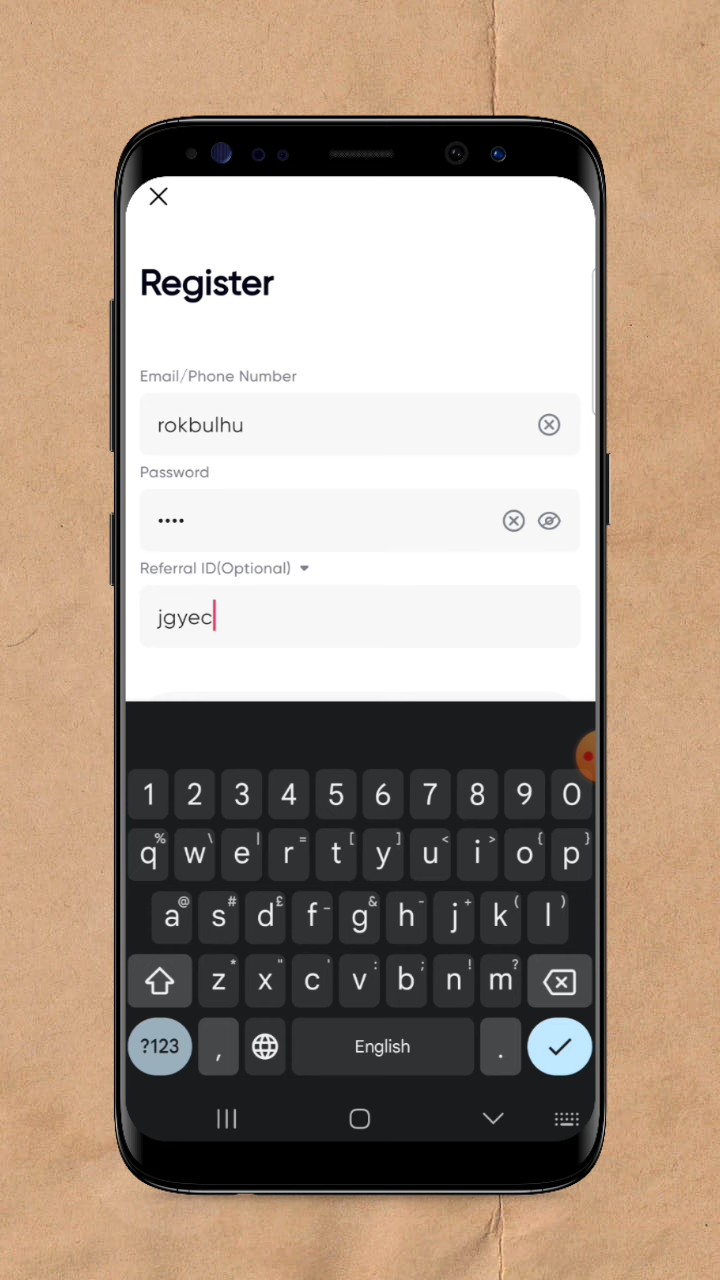 Register
Email/Phone Number
rokbulhu
Password
••••
Referral ID(Optional)
jgyec
1 2 3 4 5 6 7 8 9 0
% \ | = [ ] < > { }
q w e r t y u i o p
@ # £ - & - + ( )
a s d f g h j k l
* " ' : ; ! ?
z x c v b n m
?123 , English .